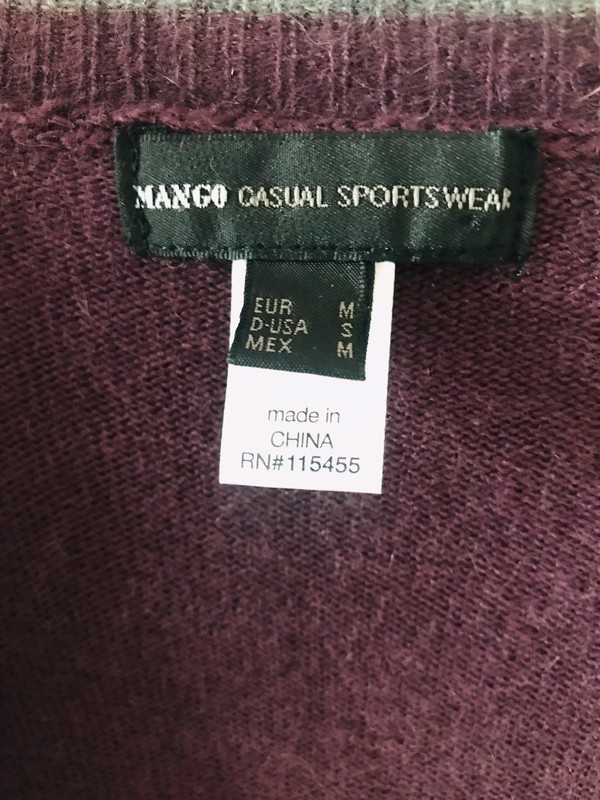 MANGO CASUAL SPORTSWEAR
EUR M
D-USA S
MEX M
made in
CHINA
RN#115455